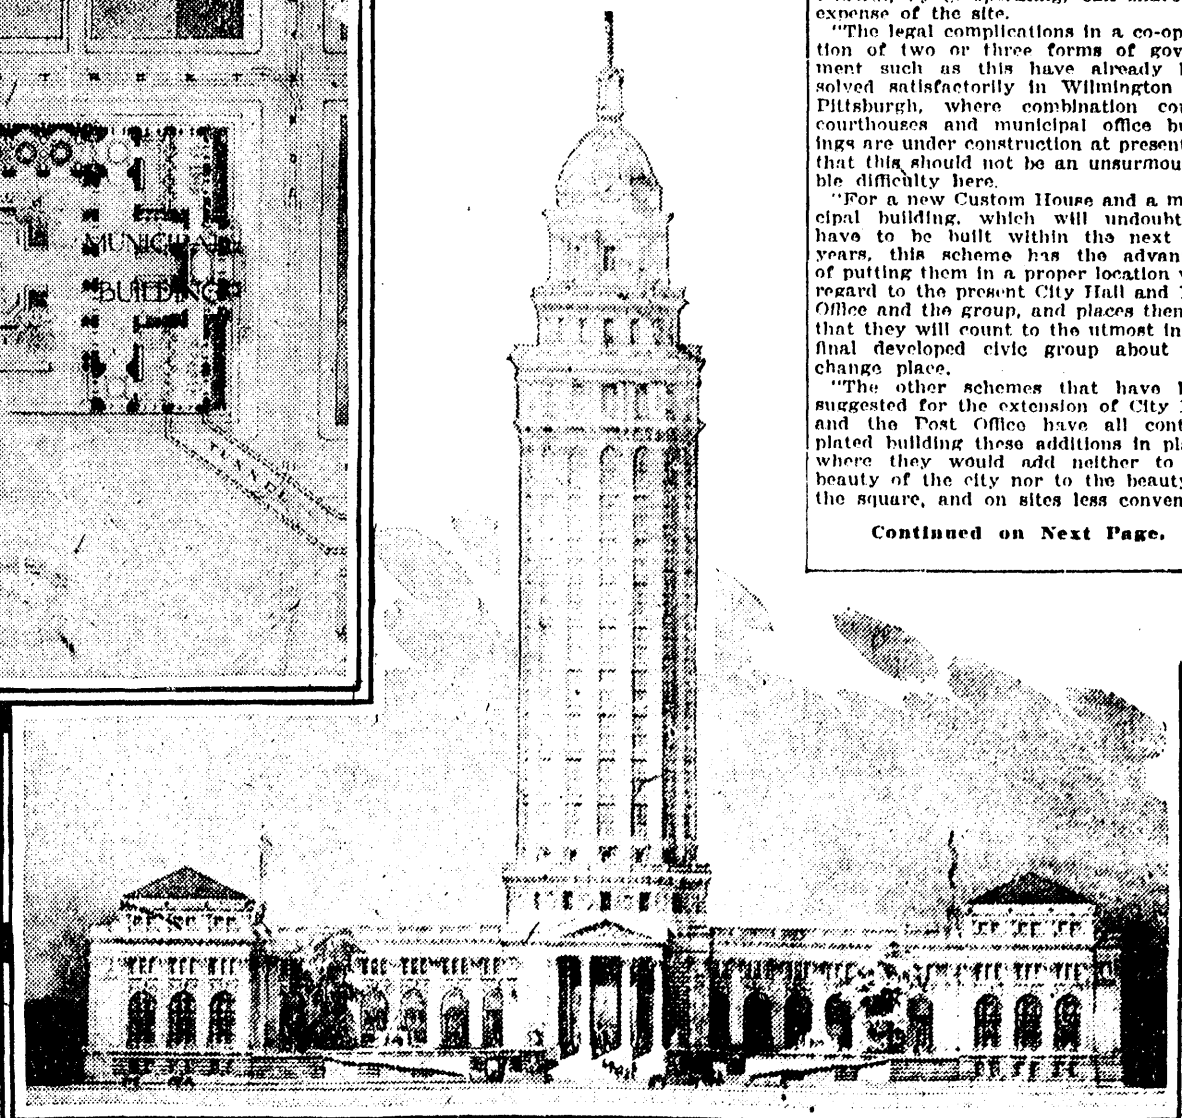 MUNICIPAL
BUILDING
TUNNEL
expense of the site.
"The legal complications in a co-op
tion of two or three forms of gov
ment such as this have already
solved satisfactorily in Wilmington
Pittsburgh, where combination cou
courthouses and municipal office bu
ings are under construction at present
that this should not be an unsurmou
ble difficulty here.
"For a new Custom House and a m
cipal building, which will undoubt
have to be built within the next
years, this scheme has the advan
of putting them in a proper location
regard to the present City Hall and
Office and the group, and places then
that they will count to the utmost in
final developed civic group about
change place.
"The other schemes that have
suggested for the extension of City
and the Post Office have all cont
plated building these additions in pl
where they would add neither to
beauty of the city nor to the beauty
the square, and on sites less conven
Continued on Next Page.